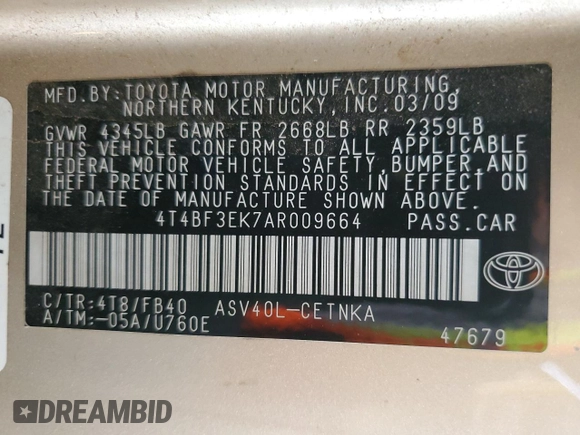 MFD.BY:TOYOTA MOTOR MANUFACTURING,
NORTHERN KENTUCKY,INC.03/09
GVWR 4345LB GAWR FR 2668LB RR 2359LB
THIS VEHICLE CONFORMS TO ALL APPLICABLE
FEDERAL MOTOR VEHICLE SAFETY,BUMPER,AND
THEFT PREVENTION STANDARDS IN EFFECT ON
THE DATE OF MANUFACTURE SHOWN ABOVE.
4T4BF3EK7AR009664 PASS.CAR
C/TR:4T8/FB40 ASV40L-CETNKA
A/TM:-05A/U760E
47679
DREAMBID